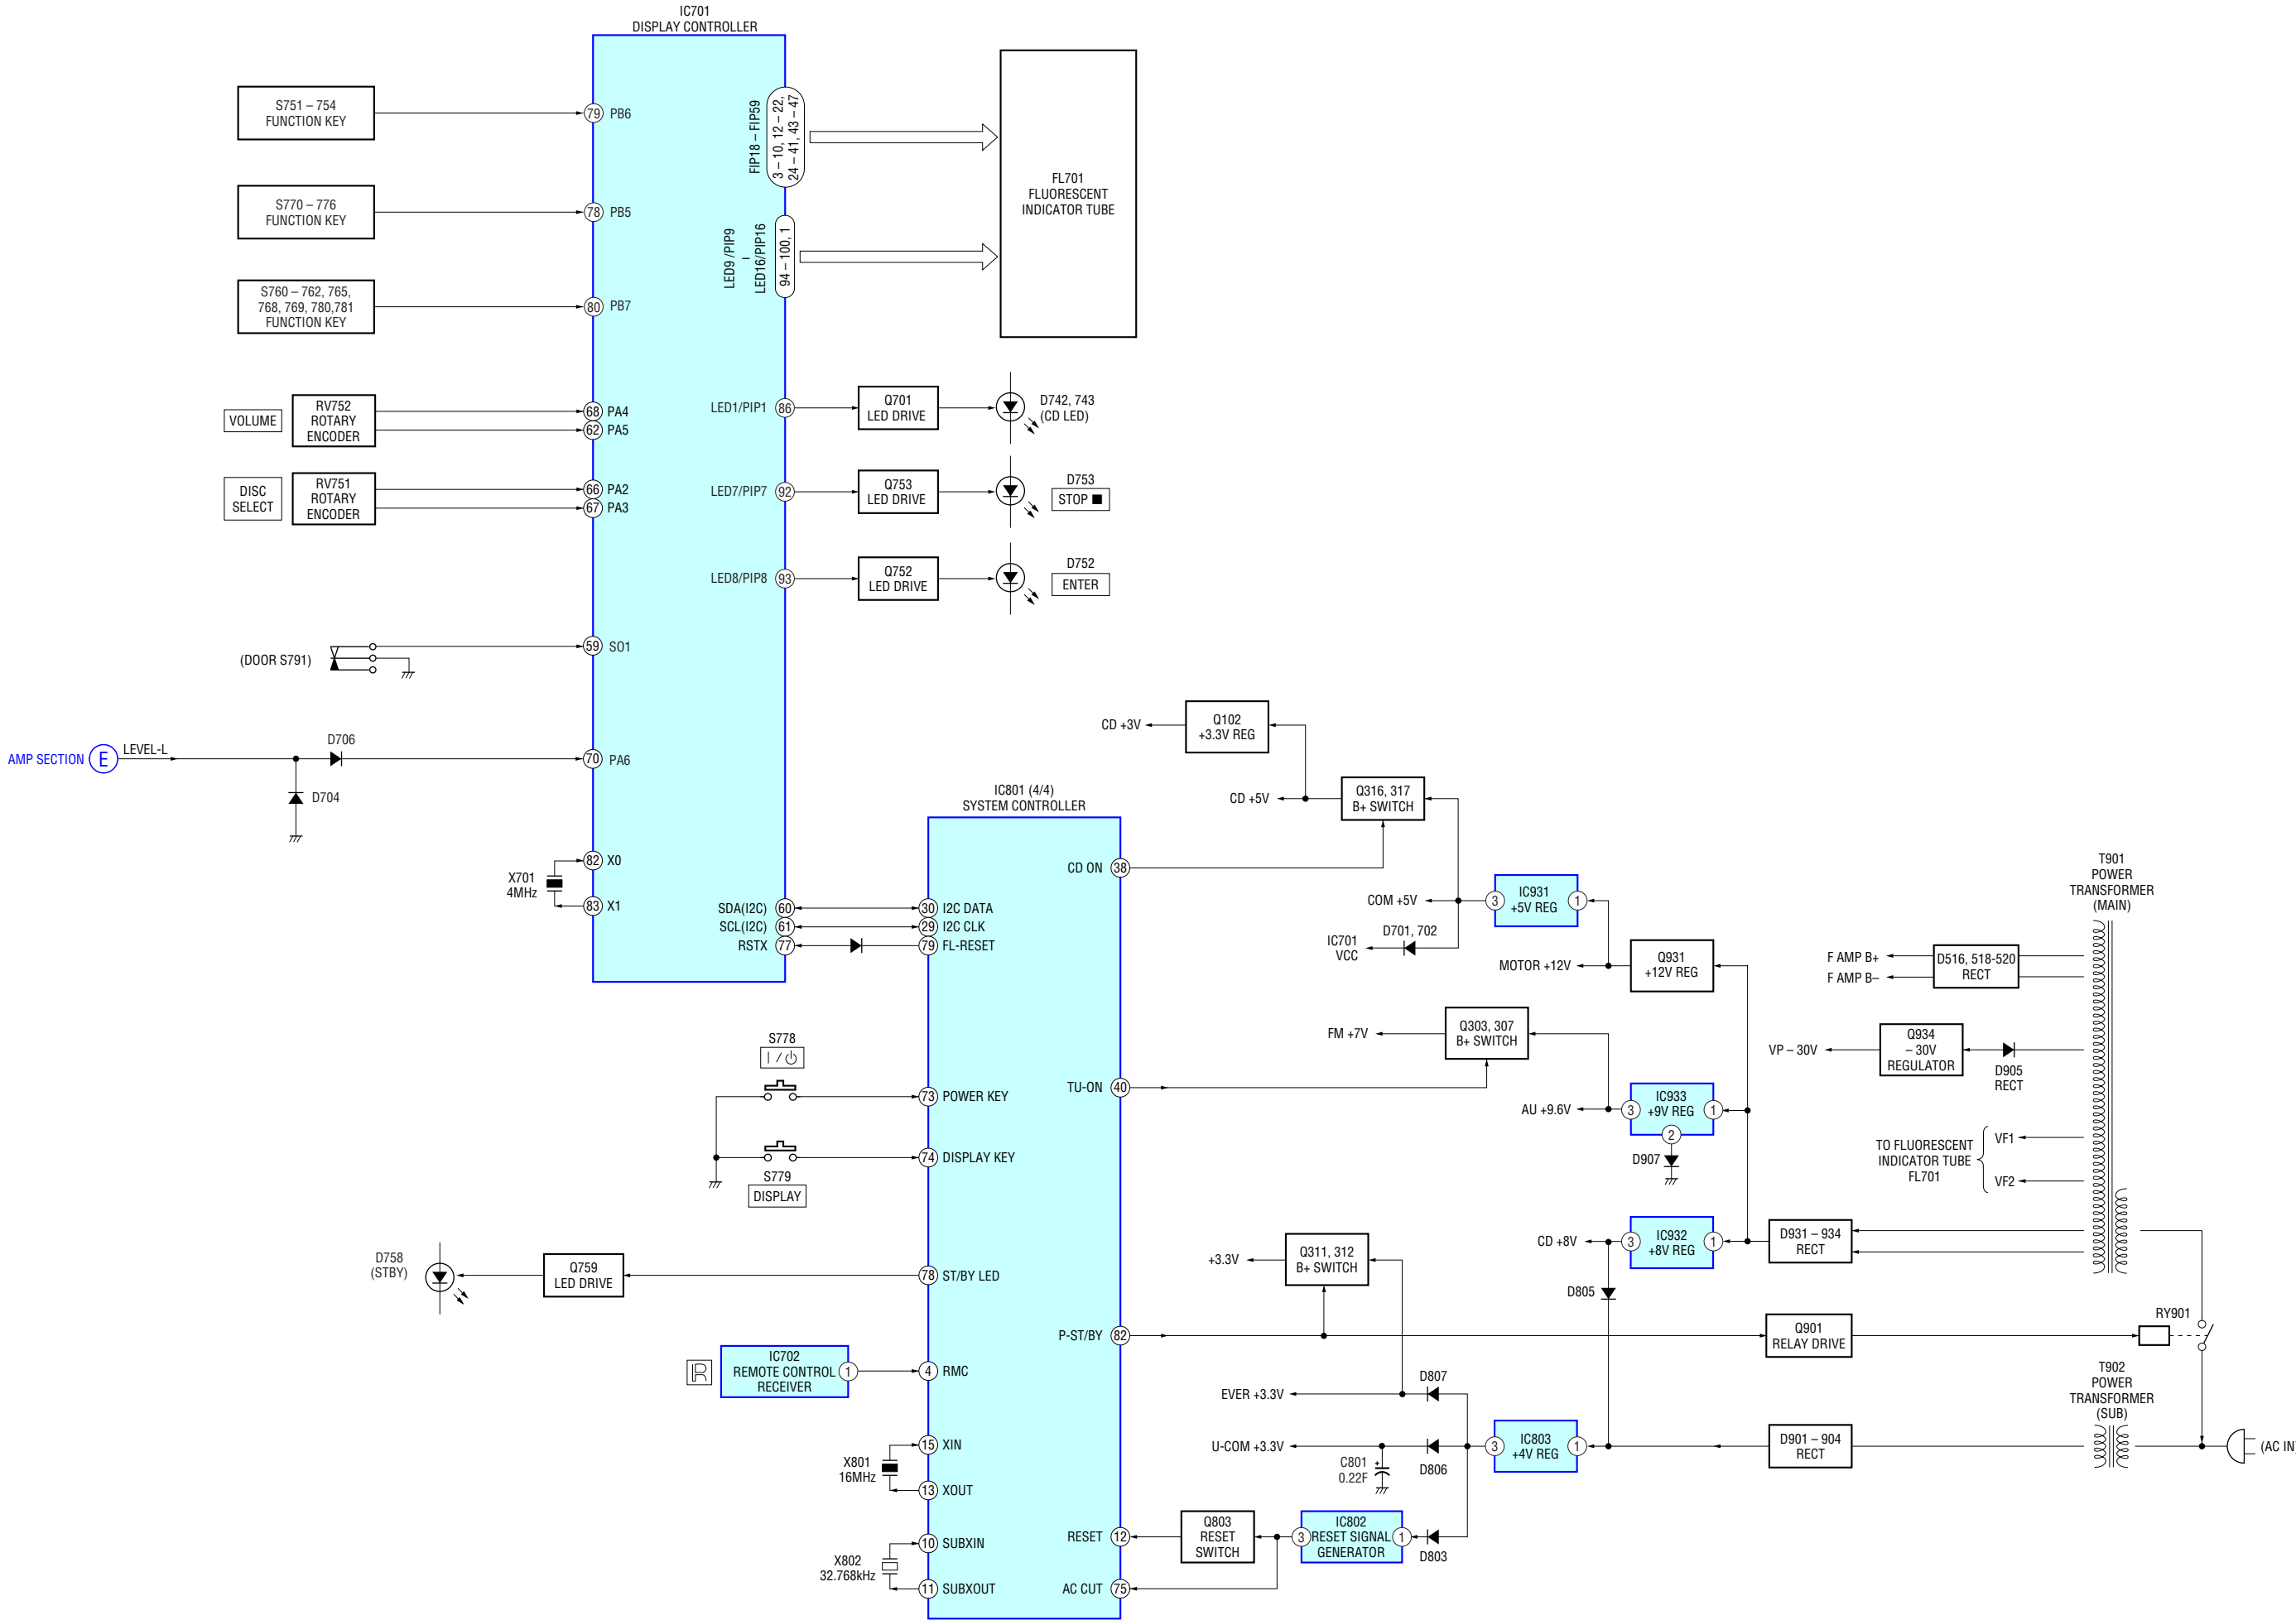 IC701
DISPLAY CONTROLLER
S751 – 754
FUNCTION KEY
79 PB6
S770 – 776
FUNCTION KEY
78 PB5
S760 – 762, 765,
768, 769, 780,781
FUNCTION KEY
80 PB7
FIP18 – FIP59
3 – 10, 12 – 22,
24 – 41, 43 – 47
LED9 /PIP9
–
LED16/PIP16
94 – 100, 1
FL701
FLUORESCENT
INDICATOR TUBE
VOLUME
RV752
ROTARY
ENCODER
68 PA4
62 PA5
DISC
SELECT
RV751
ROTARY
ENCODER
66 PA2
67 PA3
LED1/PIP1 86
Q701
LED DRIVE
D742, 743
(CD LED)
LED7/PIP7 92
Q753
LED DRIVE
D753
STOP ■
LED8/PIP8 93
Q752
LED DRIVE
D752
ENTER
(DOOR S791)
59 SO1
AMP SECTION E LEVEL-L
D706
D704
70 PA6
X701
4MHz
82 X0
83 X1
SDA(I2C) 60
SCL(I2C) 61
RSTX 77
IC801 (4/4)
SYSTEM CONTROLLER
30 I2C DATA
29 I2C CLK
79 FL-RESET
CD ON 38
S778
I / ⏻
73 POWER KEY
TU-ON 40
74 DISPLAY KEY
S779
DISPLAY
D758
(STBY)
Q759
LED DRIVE
78 ST/BY LED
P-ST/BY 82
IC702
REMOTE CONTROL
RECEIVER
1
4 RMC
X801
16MHz
15 XIN
13 XOUT
X802
32.768kHz
10 SUBXIN
11 SUBXOUT
RESET 12
AC CUT 75
CD +3V
Q102
+3.3V REG
CD +5V
Q316, 317
B+ SWITCH
COM +5V
3 IC931
+5V REG 1
IC701
VCC
D701, 702
MOTOR +12V
Q931
+12V REG
FM +7V
Q303, 307
B+ SWITCH
AU +9.6V
3 IC933
+9V REG 1
2
D907
CD +8V
3 IC932
+8V REG 1
D931 – 934
RECT
D805
+3.3V
Q311, 312
B+ SWITCH
Q901
RELAY DRIVE
RY901
EVER +3.3V
D807
U-COM +3.3V
C801
0.22F
+
D806
3 IC803
+4V REG 1
D901 – 904
RECT
Q803
RESET
SWITCH
3 IC802
RESET SIGNAL
GENERATOR 1
D803
T901
POWER
TRANSFORMER
(MAIN)
F AMP B+
F AMP B–
D516, 518-520
RECT
VP – 30V
Q934
– 30V
REGULATOR
D905
RECT
TO FLUORESCENT
INDICATOR TUBE
FL701
VF1
VF2
T902
POWER
TRANSFORMER
(SUB)
(AC IN